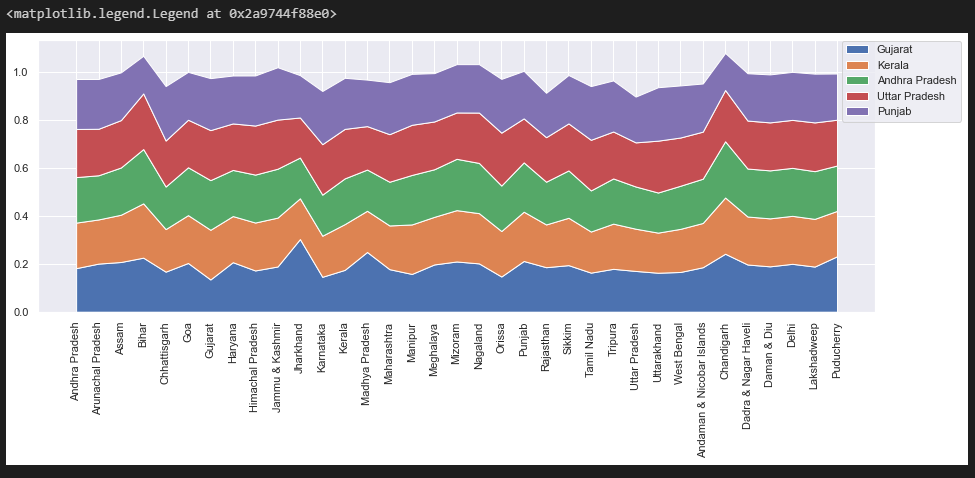 <matplotlib.legend.Legend at 0x2a9744f88e0>
Gujarat
Kerala
Andhra Pradesh
Uttar Pradesh
Punjab
1.0
0.8
0.6
0.4
0.2
0.0
Andhra Pradesh
Arunachal Pradesh
Assam
Bihar
Chhattisgarh
Goa
Gujarat
Haryana
Himachal Pradesh
Jammu & Kashmir
Jharkhand
Karnataka
Kerala
Madhya Pradesh
Maharashtra
Manipur
Meghalaya
Mizoram
Nagaland
Orissa
Punjab
Rajasthan
Sikkim
Tamil Nadu
Tripura
Uttar Pradesh
Uttarakhand
West Bengal
Andaman & Nicobar Islands
Chandigarh
Dadra & Nagar Haveli
Daman & Diu
Delhi
Lakshadweep
Puducherry